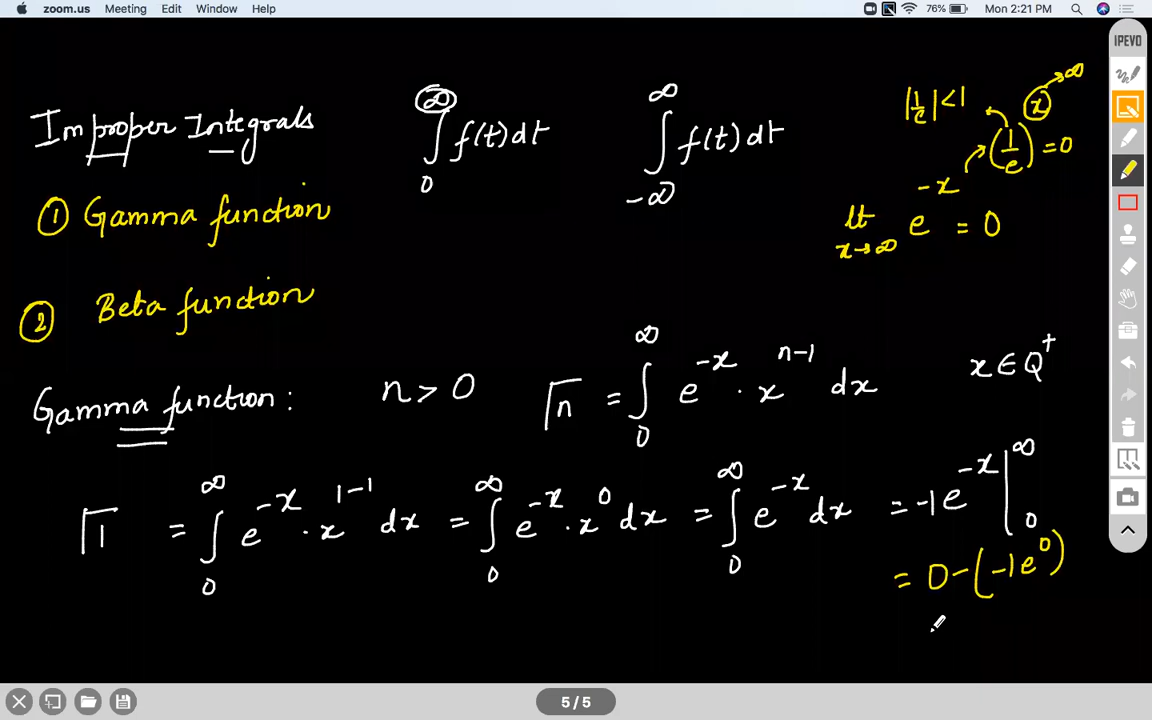 zoom.us Meeting Edit Window Help 76% Mon 2:21 PM
IPEVO
Improper Integrals ∫₀^∞ f(t) dt ∫₋∞^∞ f(t) dt
|1/e| < 1 (1/e)^x = 0 x → ∞
① Gamma function
lt x→∞ e^-x = 0
② Beta function
Gamma function : n > 0 Γn = ∫₀^∞ e^-x · x^n-1 dx x ∈ Q^+
Γ1 = ∫₀^∞ e^-x · x^1-1 dx = ∫₀^∞ e^-x · x^0 dx = ∫₀^∞ e^-x dx = -1 e^-x |₀^∞
= 0 - (-1 e^0)
5/5